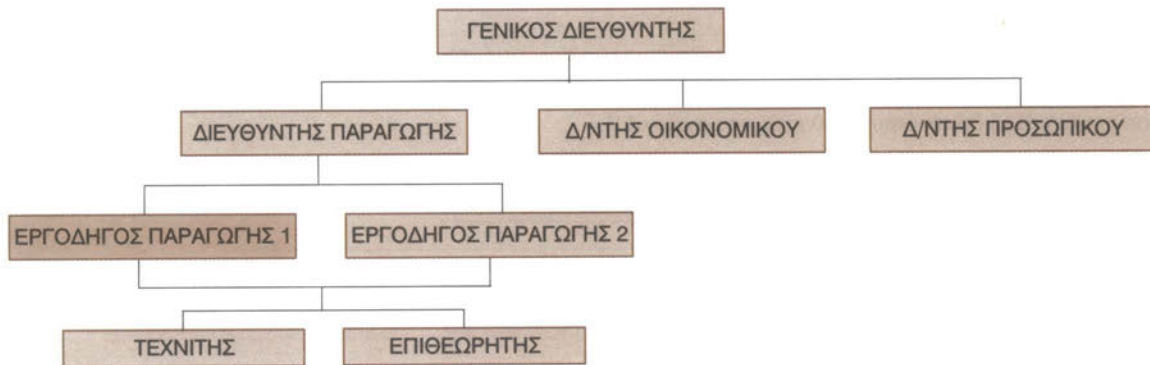 ΓΕΝΙΚΟΣ ΔΙΕΥΘΥΝΤΗΣ
ΔΙΕΥΘΥΝΤΗΣ ΠΑΡΑΓΩΓΗΣ
Δ/ΝΤΗΣ ΟΙΚΟΝΟΜΙΚΟΥ
Δ/ΝΤΗΣ ΠΡΟΣΩΠΙΚΟΥ
ΕΡΓΟΔΗΓΟΣ ΠΑΡΑΓΩΓΗΣ 1
ΕΡΓΟΔΗΓΟΣ ΠΑΡΑΓΩΓΗΣ 2
ΤΕΧΝΙΤΗΣ
ΕΠΙΘΕΩΡΗΤΗΣ